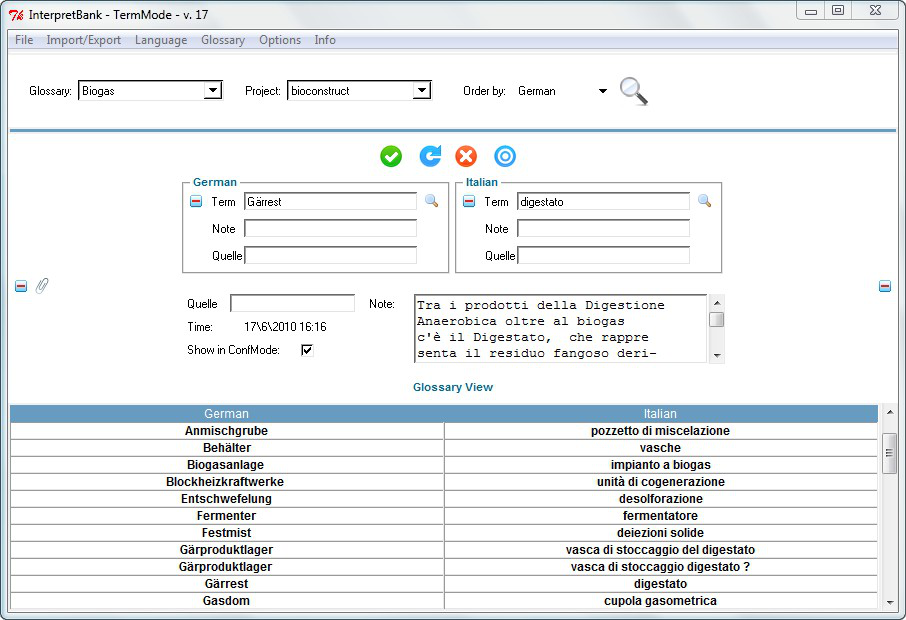 InterpretBank - TermMode - v. 17
File Import/Export Language Glossary Options Info
Glossary: Biogas Project: bioconstruct Order by: German
German Italian
Term Gärrest Term digestato
Note Note
Quelle Quelle
Quelle Note: Tra i prodotti della Digestione
Anaerobica oltre al biogas
Time: 17\6\2010 16:16 c'è il Digestato, che rappre
Show in ConfMode: senta il residuo fangoso deri-
Glossary View
German Italian
Anmischgrube pozzetto di miscelazione
Behälter vasche
Biogasanlage impianto a biogas
Blockheizkraftwerke unità di cogenerazione
Entschwefelung desolforazione
Fermenter fermentatore
Festmist deiezioni solide
Gärproduktlager vasca di stoccaggio del digestato
Gärproduktlager vasca di stoccaggio digestato ?
Gärrest digestato
Gasdom cupola gasometrica